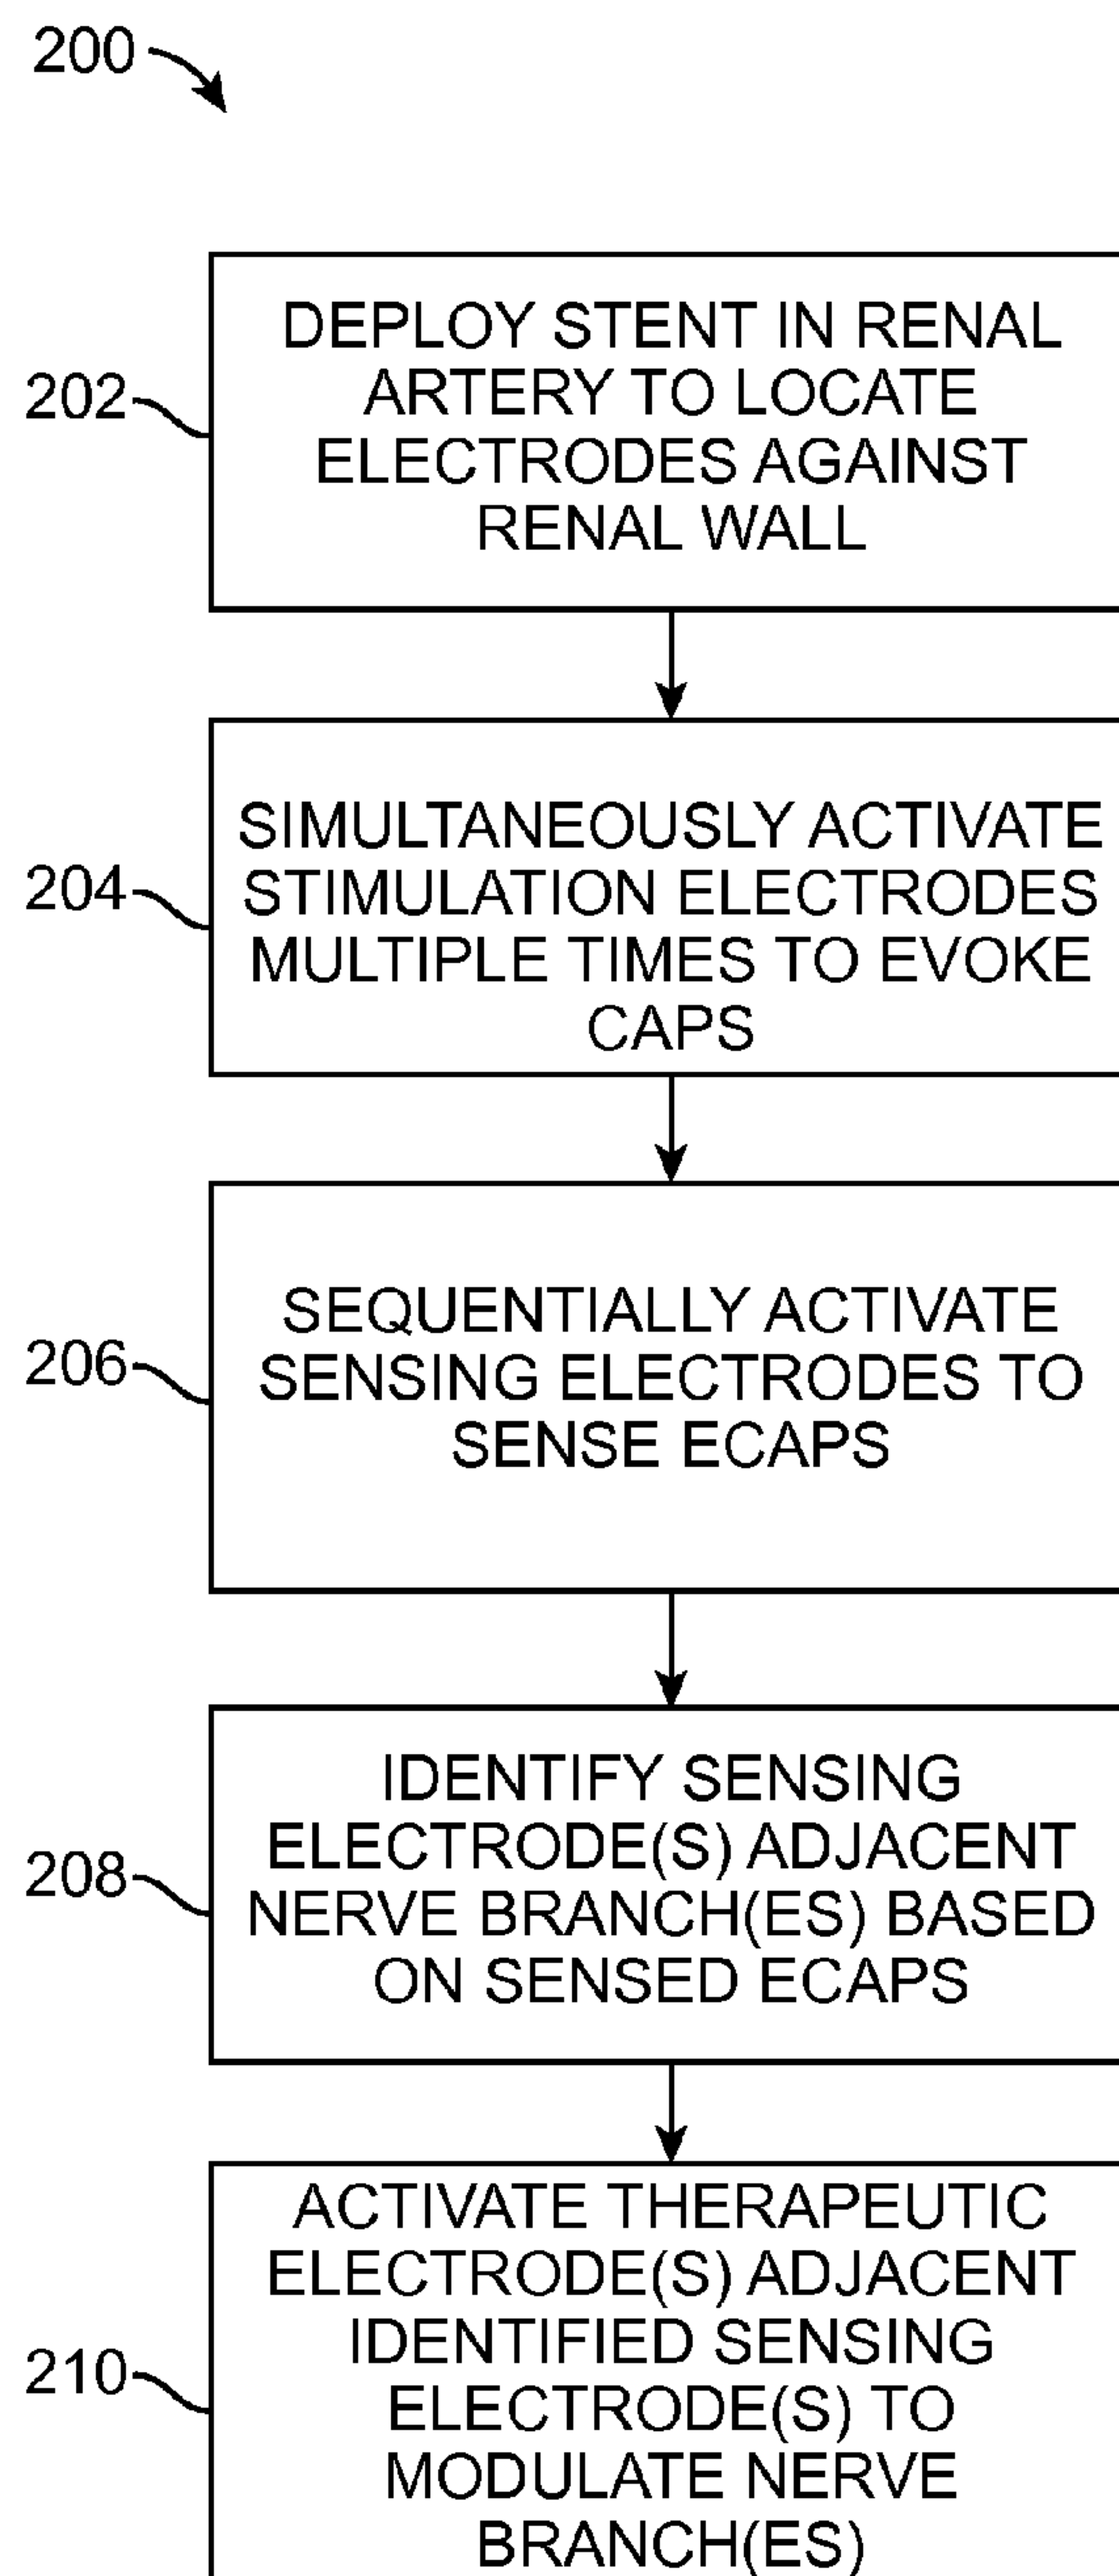 200
202
DEPLOY STENT IN RENAL
ARTERY TO LOCATE
ELECTRODES AGAINST
RENAL WALL
204
SIMULTANEOUSLY ACTIVATE
STIMULATION ELECTRODES
MULTIPLE TIMES TO EVOKE
CAPS
206
SEQUENTIALLY ACTIVATE
SENSING ELECTRODES TO
SENSE ECAPS
208
IDENTIFY SENSING
ELECTRODE(S) ADJACENT
NERVE BRANCH(ES) BASED
ON SENSED ECAPS
210
ACTIVATE THERAPEUTIC
ELECTRODE(S) ADJACENT
IDENTIFIED SENSING
ELECTRODE(S) TO
MODULATE NERVE
BRANCH(ES)